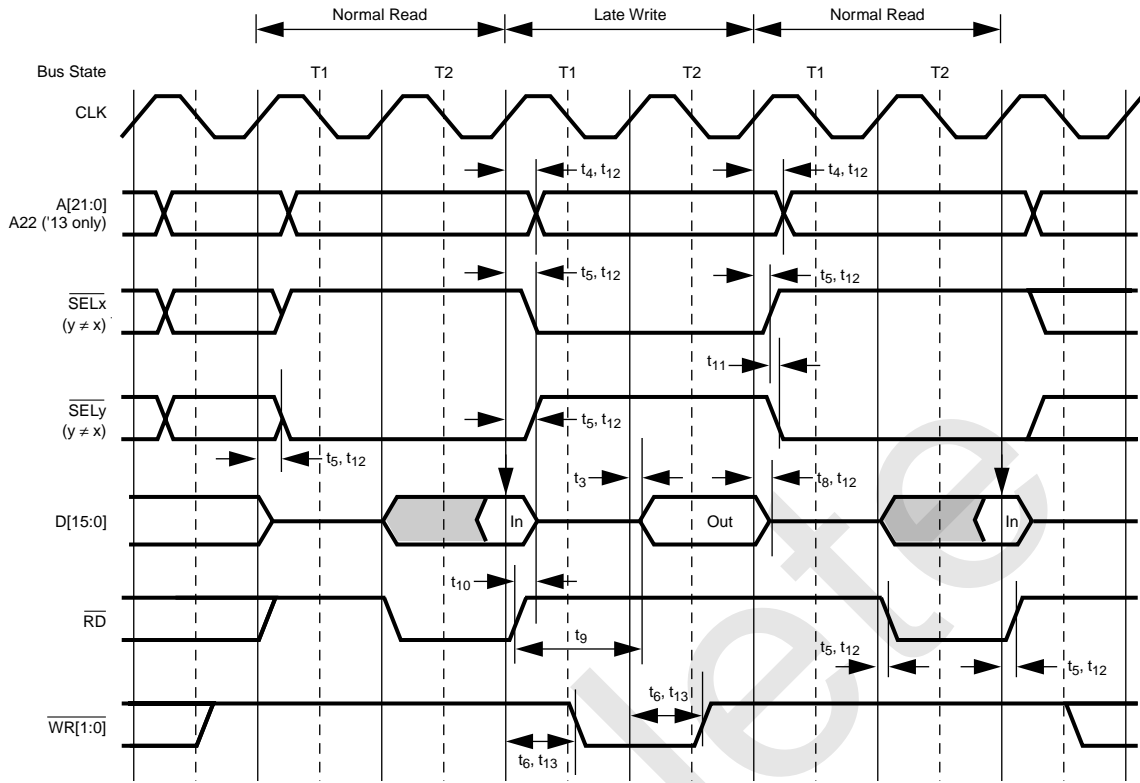 Normal Read Late Write Normal Read
Bus State T1 T2 T1 T2 T1 T2
CLK
t4, t12 t4, t12
A[21:0]
A22 ('13 only)
t5, t12 t5, t12
SELx
(y ≠ x)
t11
SELy
(y ≠ x)
t5, t12
t5, t12
t3 t8, t12
D[15:0] In Out In
t10
RD
t9
t5, t12 t5, t12
t6, t13
WR[1:0]
t6, t13
lete